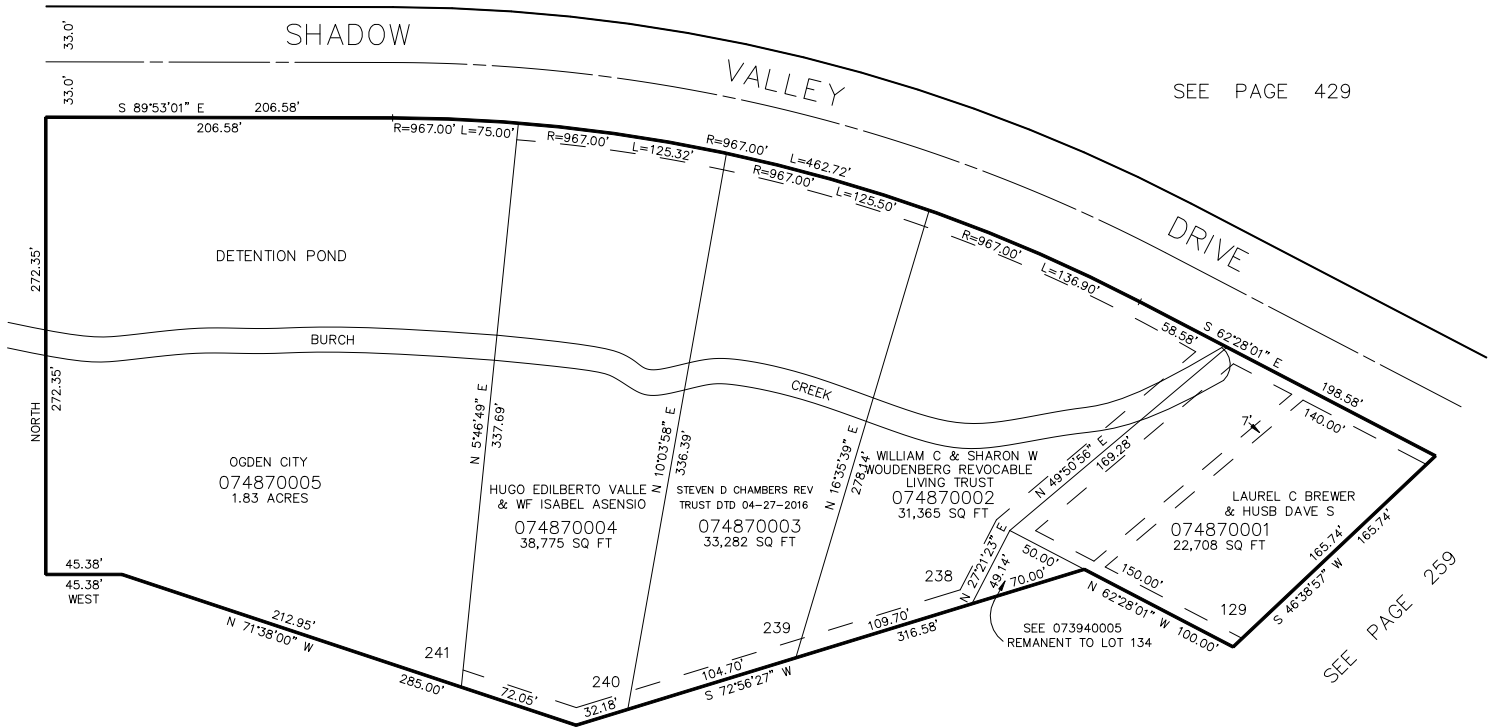 33.0'
SHADOW
VALLEY
DRIVE
SEE PAGE 429
33.0'
S 89°53'01" E 206.58'
206.58'
R=967.00' L=75.00'
R=967.00' L=125.32'
R=967.00' L=462.72'
R=967.00' L=125.50'
R=967.00' L=136.90'
58.58'
S 62°28'01" E
198.58'
140.00'
7'
272.35'
NORTH
272.35'
DETENTION POND
BURCH
CREEK
N 5°46'49" E
337.69'
N 10°03'58" E
336.39'
N 16°35'39" E
278.14'
N 49°50'56" E
169.28'
N 27°21'23" E
49.14'
OGDEN CITY
074870005
1.83 ACRES
HUGO EDILBERTO VALLE
& WF ISABEL ASENSIO
074870004
38,775 SQ FT
STEVEN D CHAMBERS REV
TRUST DTD 04-27-2016
074870003
33,282 SQ FT
WILLIAM C & SHARON W
WOUDENBERG REVOCABLE
LIVING TRUST
074870002
31,365 SQ FT
LAUREL C BREWER
& HUSB DAVE S
074870001
22,708 SQ FT
165.74'
165.74'
S 46°38'57" W
45.38'
45.38'
WEST
212.95'
N 71°38'00" W
285.00'
72.05'
241
240
239
238
129
32.18'
104.70'
S 72°56'27" W
109.70'
316.58'
70.00'
50.00'
150.00'
N 62°28'01" W 100.00'
SEE 073940005
REMANENT TO LOT 134
SEE PAGE 259